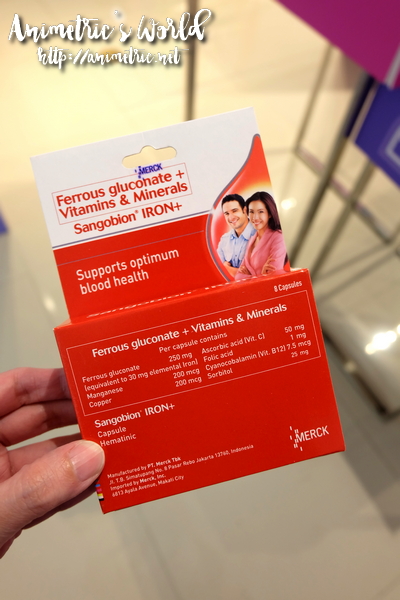 Animetric's World
http://animetric.net
MERCK
Ferrous gluconate +
Vitamins & Minerals
Sangobion® IRON+
Supports optimum
blood health
8 Capsules
Ferrous gluconate + Vitamins & Minerals
Per capsule contains
Ferrous gluconate 250 mg
(equivalent to 30 mg elemental Iron)
Manganese 200 mcg
Copper 200 mcg
Ascorbic acid (Vit. C) 50 mg
Folic acid 1 mg
Cyanocobalamin (Vit. B12) 7.5 mcg
Sorbitol 25 mg
Sangobion® IRON+
Capsule
Hematinic
MERCK
Manufactured by PT. Merck Tbk
Jl. T.B. Simatupang No. 8 Pasar Rebo Jakarta 13760, Indonesia
Imported by Merck, Inc.
6813 Ayala Avenue, Makati City